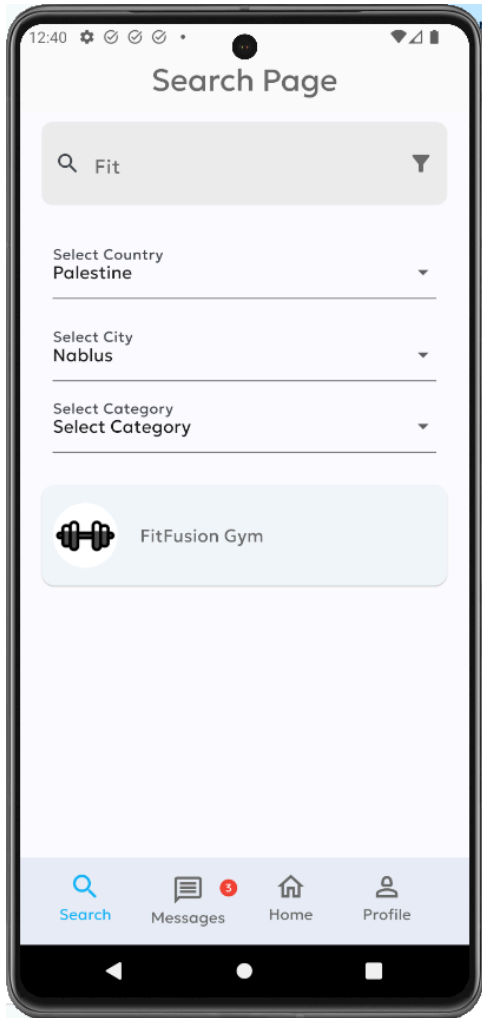 12:40
Search Page
Fit
Select Country
Palestine
Select City
Nablus
Select Category
Select Category
FitFusion Gym
3
Search Messages Home Profile